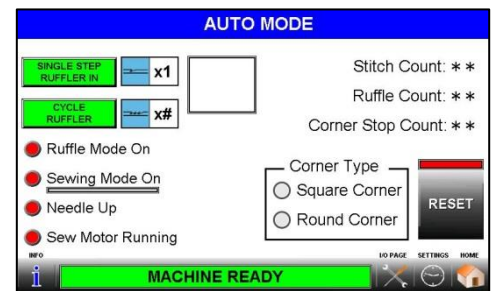 AUTO MODE
SINGLE STEP
RUFFLER IN
x1
CYCLE
RUFFLER
x#
Stitch Count: **
Ruffle Count: **
Corner Stop Count: **
Ruffle Mode On
Sewing Mode On
Needle Up
Sew Motor Running
Corner Type
Square Corner
Round Corner
RESET
INFO
i
MACHINE READY
I/O PAGE
SETTINGS
HOME